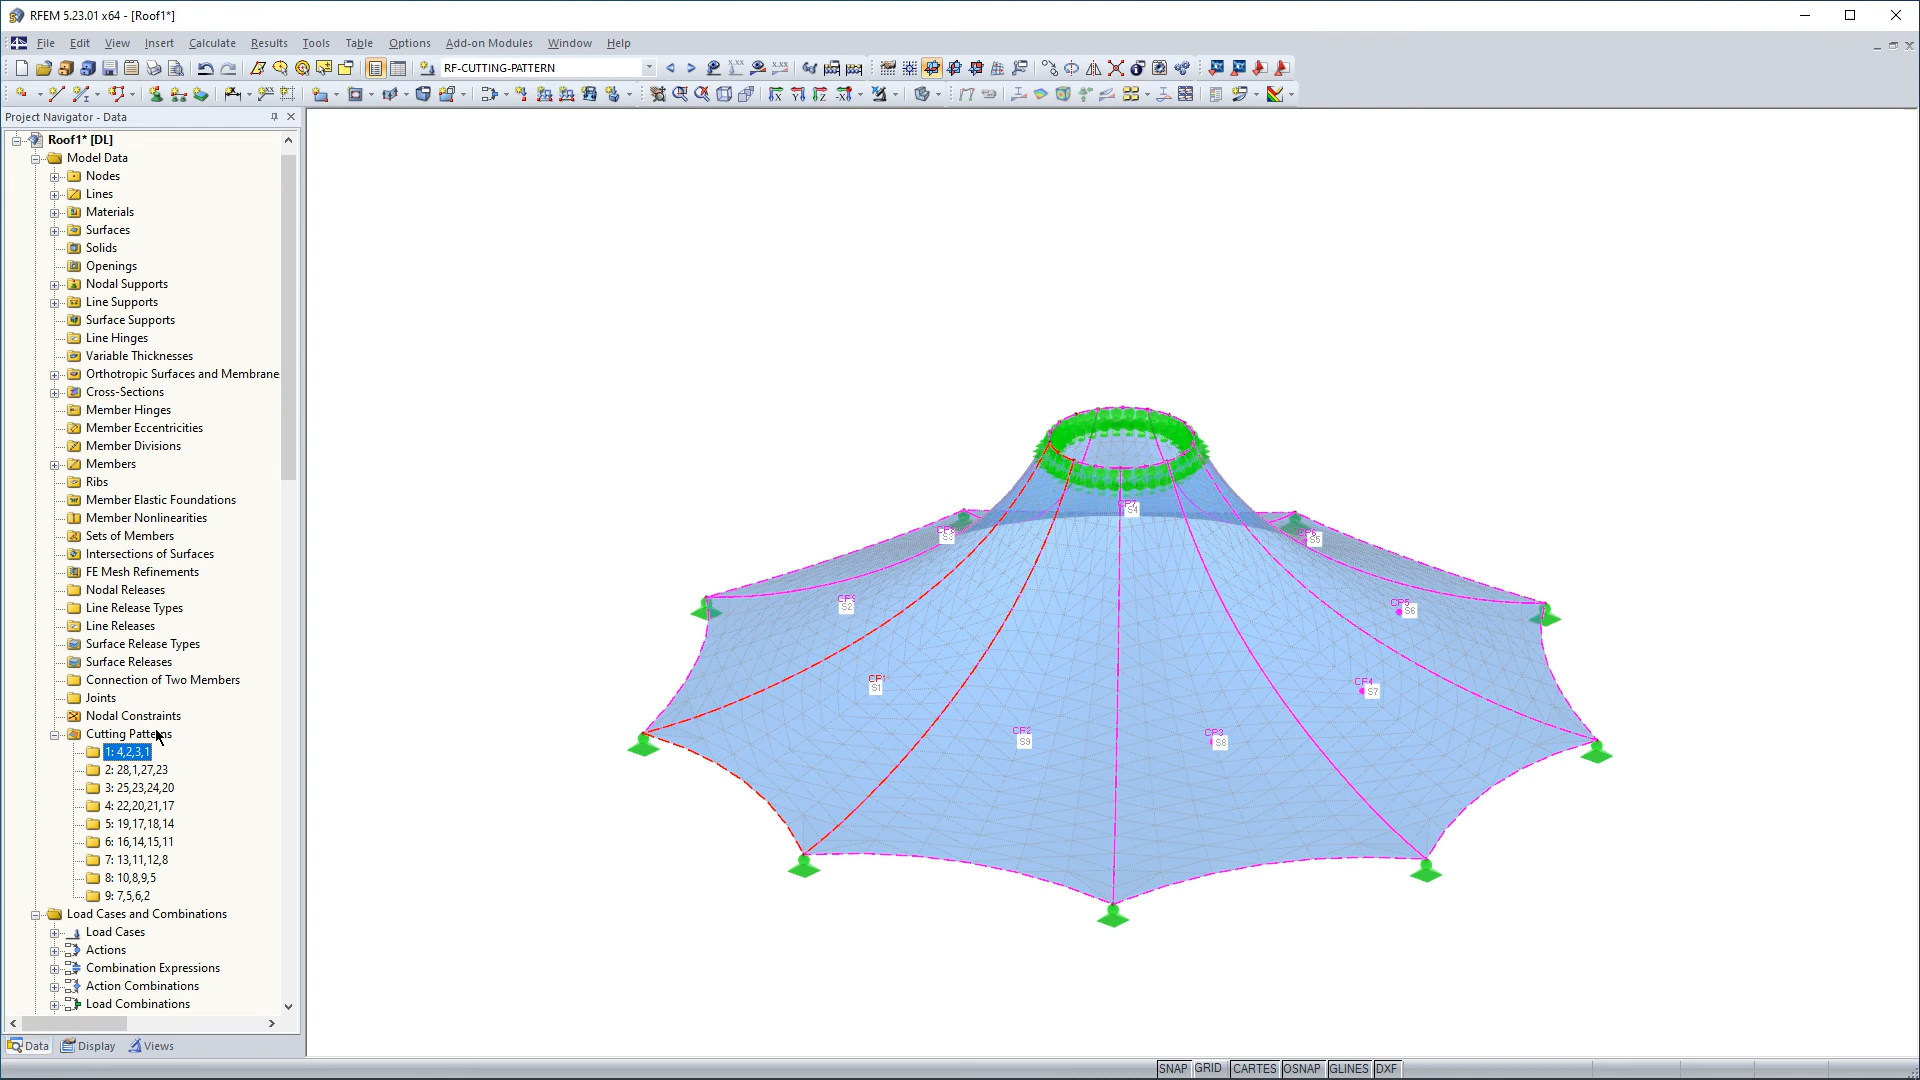 RFEM 5.23.01 x64 - [Roof1*]
File Edit View Insert Calculate Results Tools Table Options Add-on Modules Window Help
RF-CUTTING-PATTERN
Project Navigator - Data
Roof1* [DL]
Model Data
Nodes
Lines
Materials
Surfaces
Solids
Openings
Nodal Supports
Line Supports
Surface Supports
Line Hinges
Variable Thicknesses
Orthotropic Surfaces and Membrane
Cross-Sections
Member Hinges
Member Eccentricities
Member Divisions
Members
Ribs
Member Elastic Foundations
Member Nonlinearities
Sets of Members
Intersections of Surfaces
FE Mesh Refinements
Nodal Releases
Line Release Types
Line Releases
Surface Release Types
Surface Releases
Connection of Two Members
Joints
Nodal Constraints
Cutting Patterns
1: 4,2,3,1
2: 28,1,27,23
3: 25,23,24,20
4: 22,20,21,17
5: 19,17,18,14
6: 16,14,15,11
7: 13,11,12,8
8: 10,8,9,5
9: 7,5,6,2
Load Cases and Combinations
Load Cases
Actions
Combination Expressions
Action Combinations
Load Combinations
Data Display Views
CP7
S4
S3
CP6
S5
CP9
S2
CP5
S6
CP1
S1
CP4
S7
CP2
S9
CP3
S8
SNAP GRID CARTES OSNAP GLINES DXF